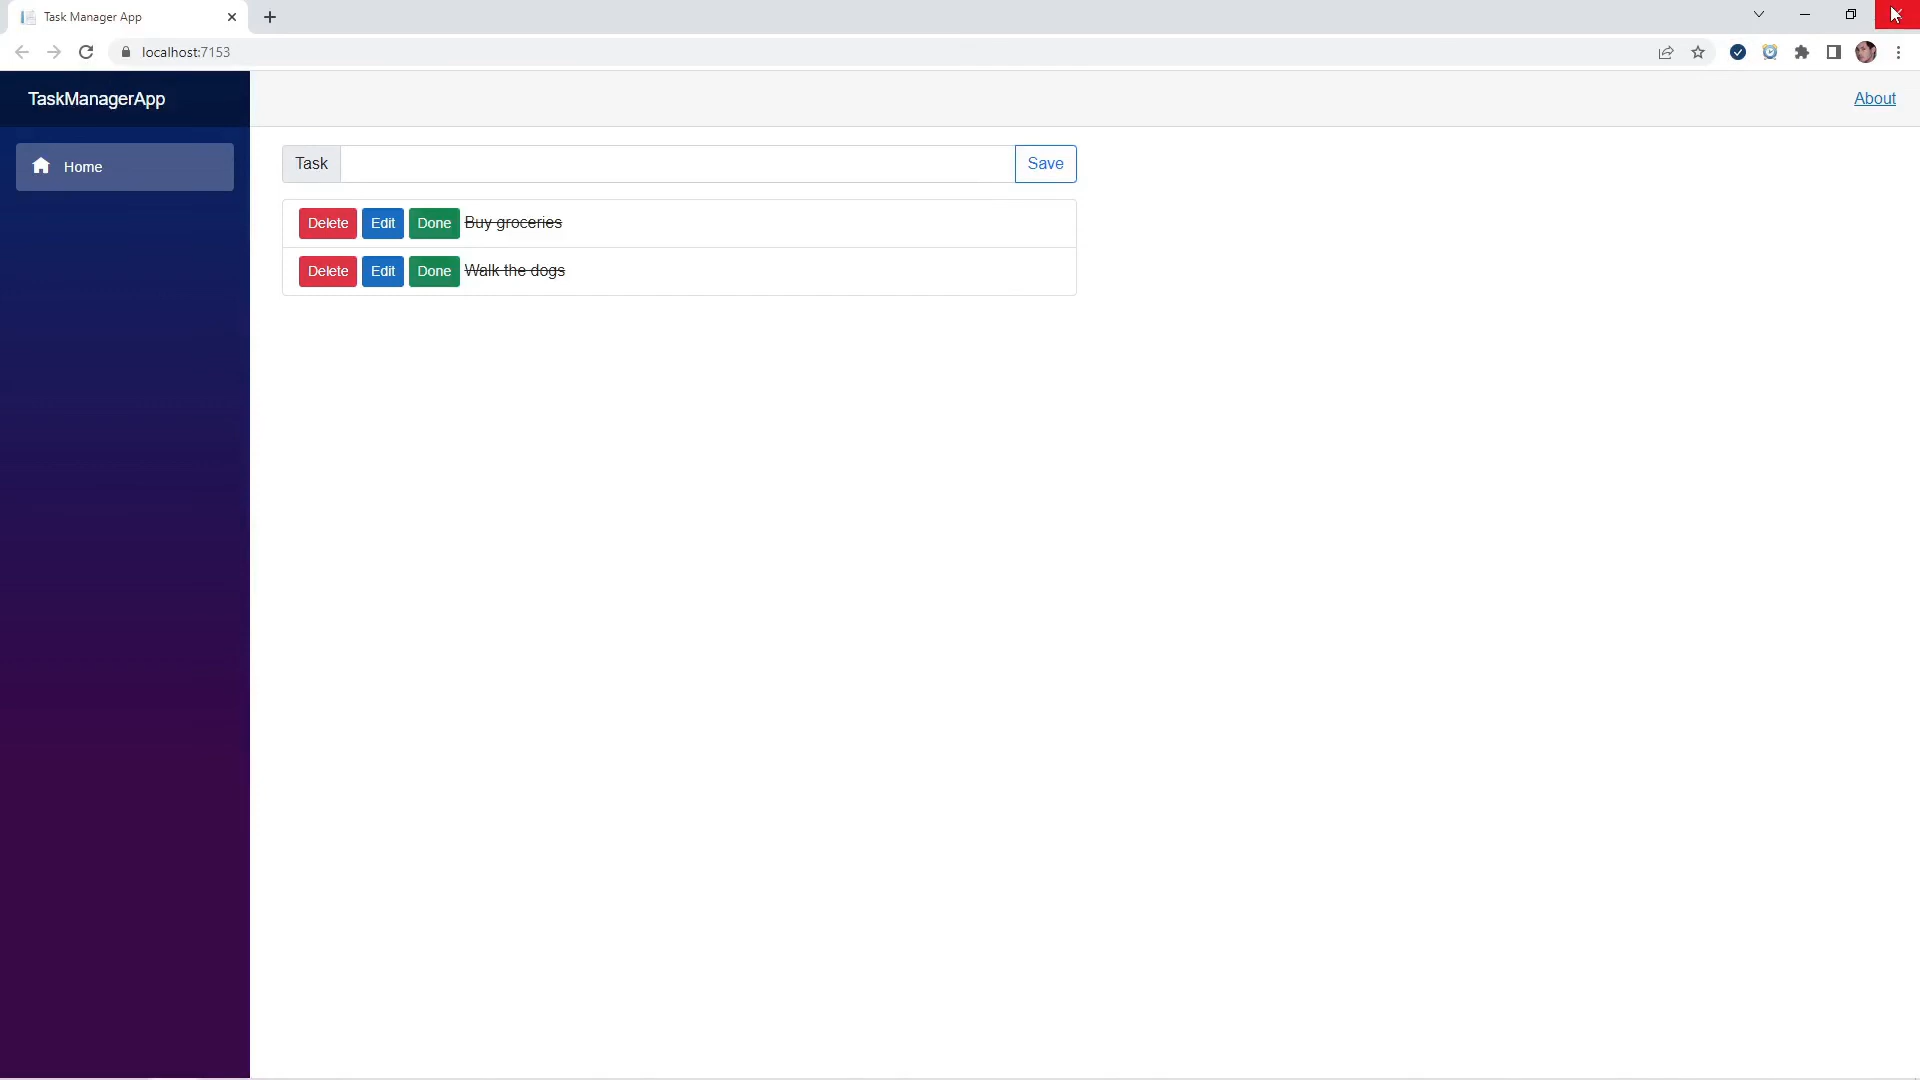 Task Manager App
localhost:7153
TaskManagerApp
About
Home
Task
Save
Delete Edit Done Buy groceries
Delete Edit Done Walk the dogs